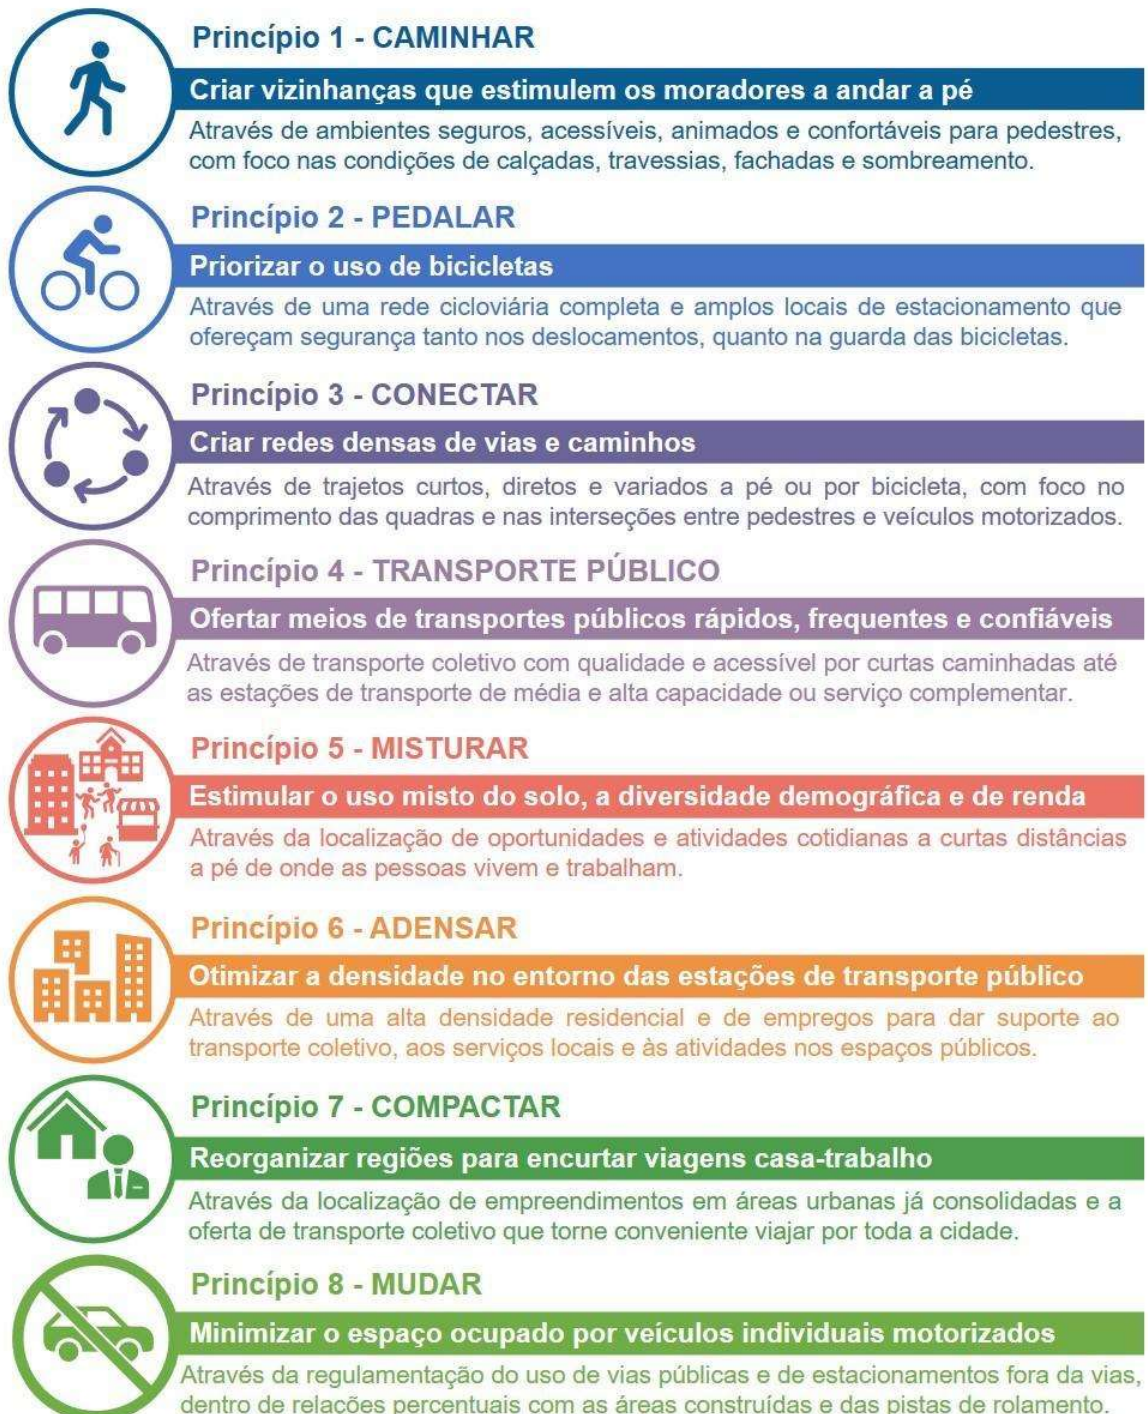 Princípio 1 - CAMINHAR
Criar vizinhanças que estimulem os moradores a andar a pé
Através de ambientes seguros, acessíveis, animados e confortáveis para pedestres,
com foco nas condições de calçadas, travessias, fachadas e sombreamento.
Princípio 2 - PEDALAR
Priorizar o uso de bicicletas
Através de uma rede cicloviária completa e amplos locais de estacionamento que
ofereçam segurança tanto nos deslocamentos, quanto na guarda das bicicletas.
Princípio 3 - CONECTAR
Criar redes densas de vias e caminhos
Através de trajetos curtos, diretos e variados a pé ou por bicicleta, com foco no
comprimento das quadras e nas interseções entre pedestres e veículos motorizados.
Princípio 4 - TRANSPORTE PÚBLICO
Ofertar meios de transportes públicos rápidos, frequentes e confiáveis
Através de transporte coletivo com qualidade e acessível por curtas caminhadas até
as estações de transporte de média e alta capacidade ou serviço complementar.
Princípio 5 - MISTURAR
Estimular o uso misto do solo, a diversidade demográfica e de renda
Através da localização de oportunidades e atividades cotidianas a curtas distâncias
a pé de onde as pessoas vivem e trabalham.
Princípio 6 - ADENSAR
Otimizar a densidade no entorno das estações de transporte público
Através de uma alta densidade residencial e de empregos para dar suporte ao
transporte coletivo, aos serviços locais e às atividades nos espaços públicos.
Princípio 7 - COMPACTAR
Reorganizar regiões para encurtar viagens casa-trabalho
Através da localização de empreendimentos em áreas urbanas já consolidadas e a
oferta de transporte coletivo que torne conveniente viajar por toda a cidade.
Princípio 8 - MUDAR
Minimizar o espaço ocupado por veículos individuais motorizados
Através da regulamentação do uso de vias públicas e de estacionamentos fora da vias,
dentro de relações percentuais com as áreas construídas e das pistas de rolamento.